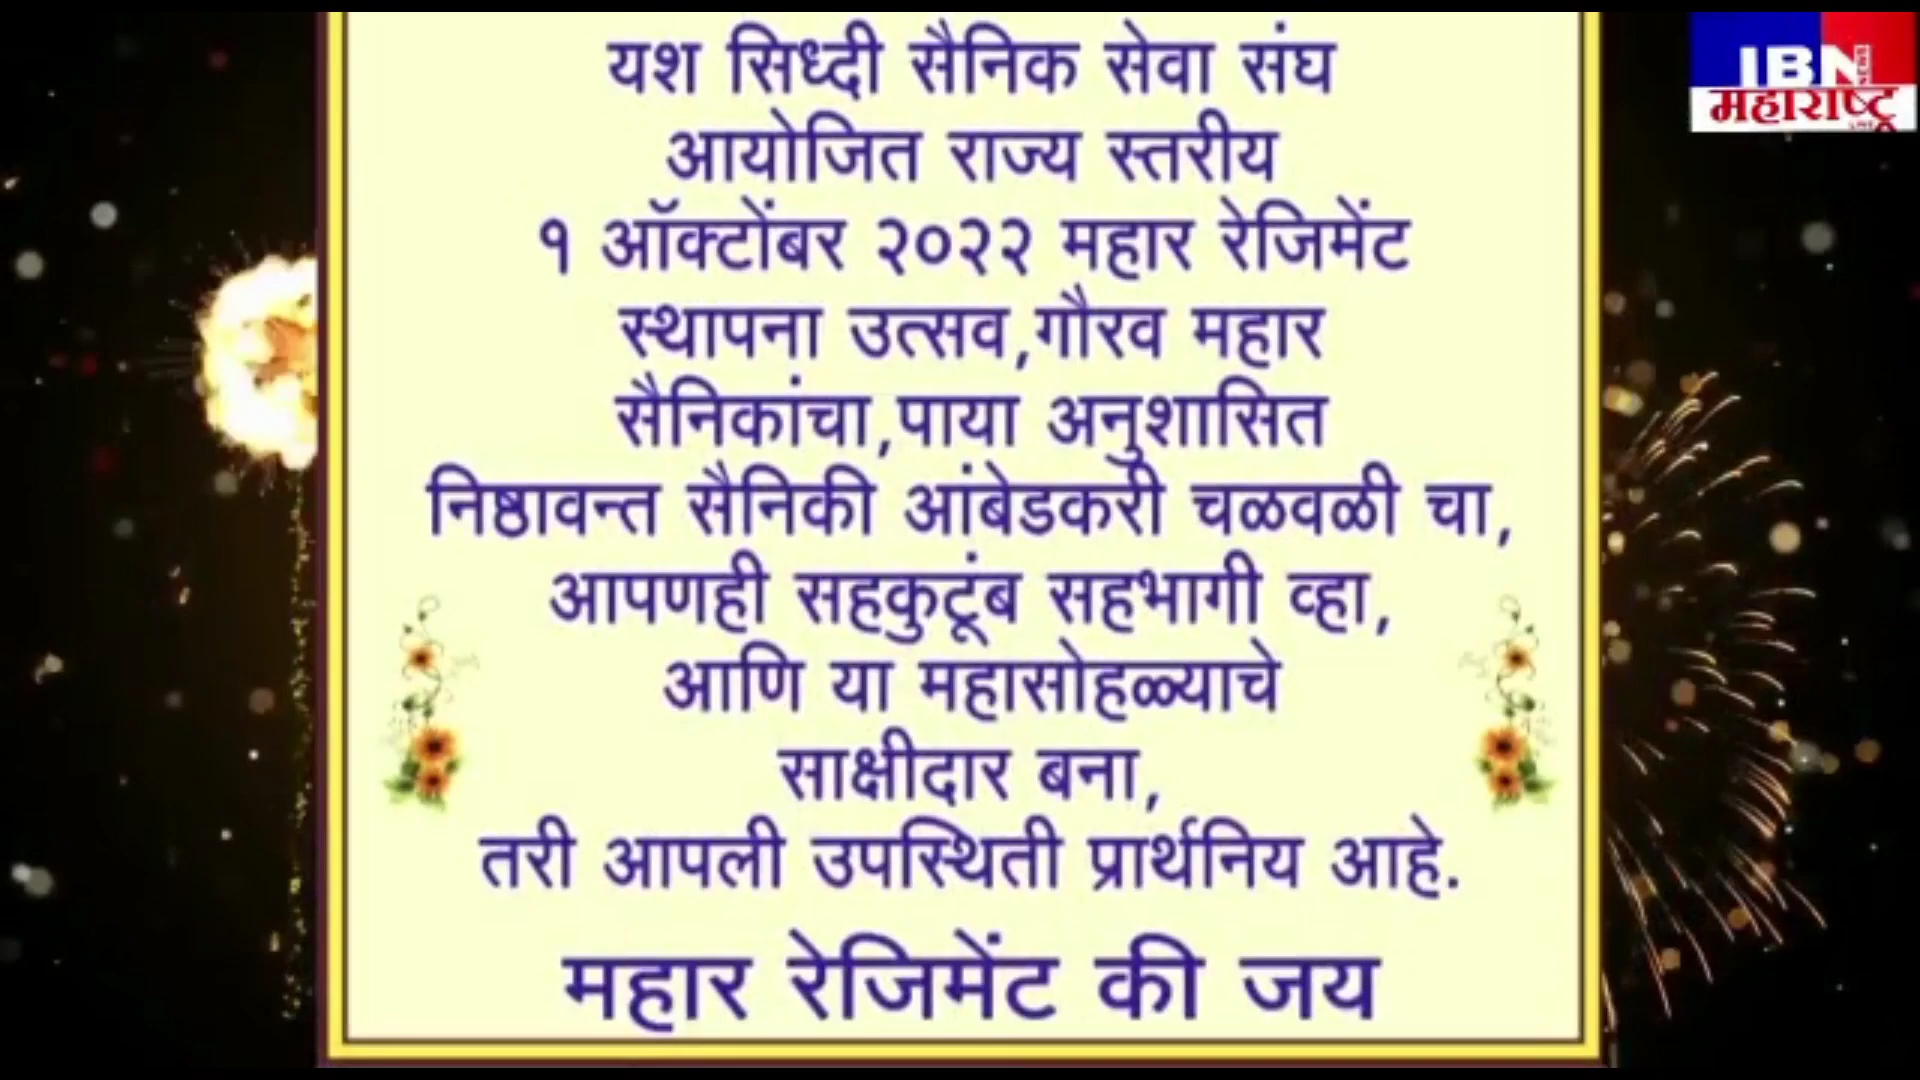 यश सिध्दी सैनिक सेवा संघ
आयोजित राज्य स्तरीय
१ ऑक्टोंबर २०२२ महार रेजिमेंट
स्थापना उत्सव,गौरव महार
सैनिकांचा,पाया अनुशासित
निष्ठावन्त सैनिकी आंबेडकरी चळवळी चा,
आपणही सहकुटूंब सहभागी व्हा,
आणि या महासोहळ्याचे
साक्षीदार बना,
तरी आपली उपस्थिती प्रार्थनिय आहे.
महार रेजिमेंट की जय
IBN
महाराष्ट्र